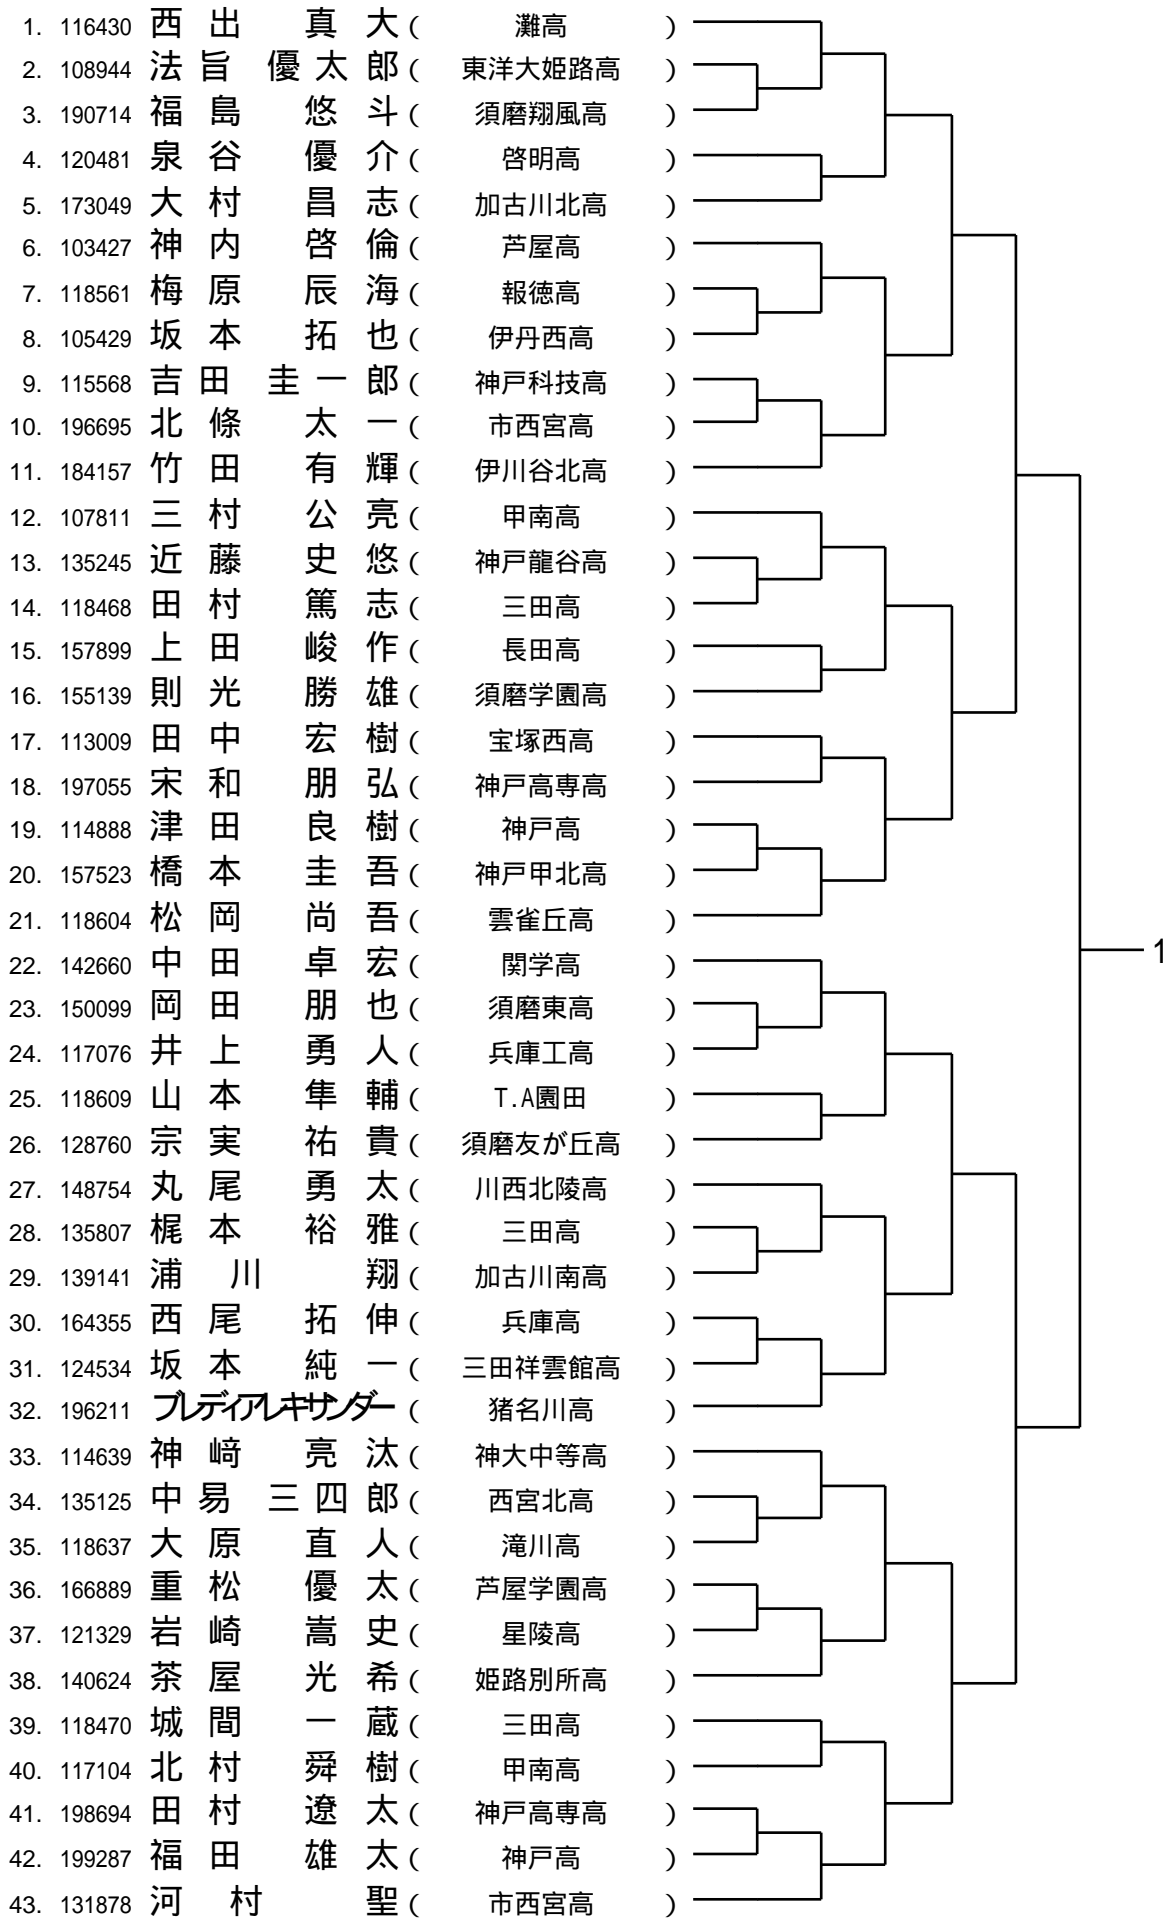 1. 116430 西出 真大 ( 灘高 )
2. 108944 法旨 優太郎 ( 東洋大姫路高 )
3. 190714 福島 悠斗 ( 須磨翔風高 )
4. 120481 泉谷 優介 ( 啓明高 )
5. 173049 大村 昌志 ( 加古川北高 )
6. 103427 神内 啓倫 ( 芦屋高 )
7. 118561 梅原 辰海 ( 報徳高 )
8. 105429 坂本 拓也 ( 伊丹西高 )
9. 115568 吉田 圭一郎 ( 神戸科技高 )
10. 196695 北條 太一 ( 市西宮高 )
11. 184157 竹田 有輝 ( 伊川谷北高 )
12. 107811 三村 公亮 ( 甲南高 )
13. 135245 近藤 史悠 ( 神戸龍谷高 )
14. 118468 田村 篤志 ( 三田高 )
15. 157899 上田 峻作 ( 長田高 )
16. 155139 則光 勝雄 ( 須磨学園高 )
17. 113009 田中 宏樹 ( 宝塚西高 )
18. 197055 宋和 朋弘 ( 神戸高専高 )
19. 114888 津田 良樹 ( 神戸高 )
20. 157523 橋本 圭吾 ( 神戸甲北高 )
21. 118604 松岡 尚吾 ( 雲雀丘高 )
22. 142660 中田 卓宏 ( 関学高 )
1
23. 150099 岡田 朋也 ( 須磨東高 )
24. 117076 井上 勇人 ( 兵庫工高 )
25. 118609 山本 隼輔 ( T.A園田 )
26. 128760 宗実 祐貴 ( 須磨友が丘高 )
27. 148754 丸尾 勇太 ( 川西北陵高 )
28. 135807 梶本 裕雅 ( 三田高 )
29. 139141 浦川 翔 ( 加古川南高 )
30. 164355 西尾 拓伸 ( 兵庫高 )
31. 124534 坂本 純一 ( 三田祥雲館高 )
32. 196211 ブレディアレキサンダー ( 猪名川高 )
33. 114639 神﨑 亮汰 ( 神大中等高 )
34. 135125 中易 三四郎 ( 西宮北高 )
35. 118637 大原 直人 ( 滝川高 )
36. 166889 重松 優太 ( 芦屋学園高 )
37. 121329 岩崎 嵩史 ( 星陵高 )
38. 140624 茶屋 光希 ( 姫路別所高 )
39. 118470 城間 一蔵 ( 三田高 )
40. 117104 北村 舜樹 ( 甲南高 )
41. 198694 田村 遼太 ( 神戸高専高 )
42. 199287 福田 雄太 ( 神戸高 )
43. 131878 河村 聖 ( 市西宮高 )